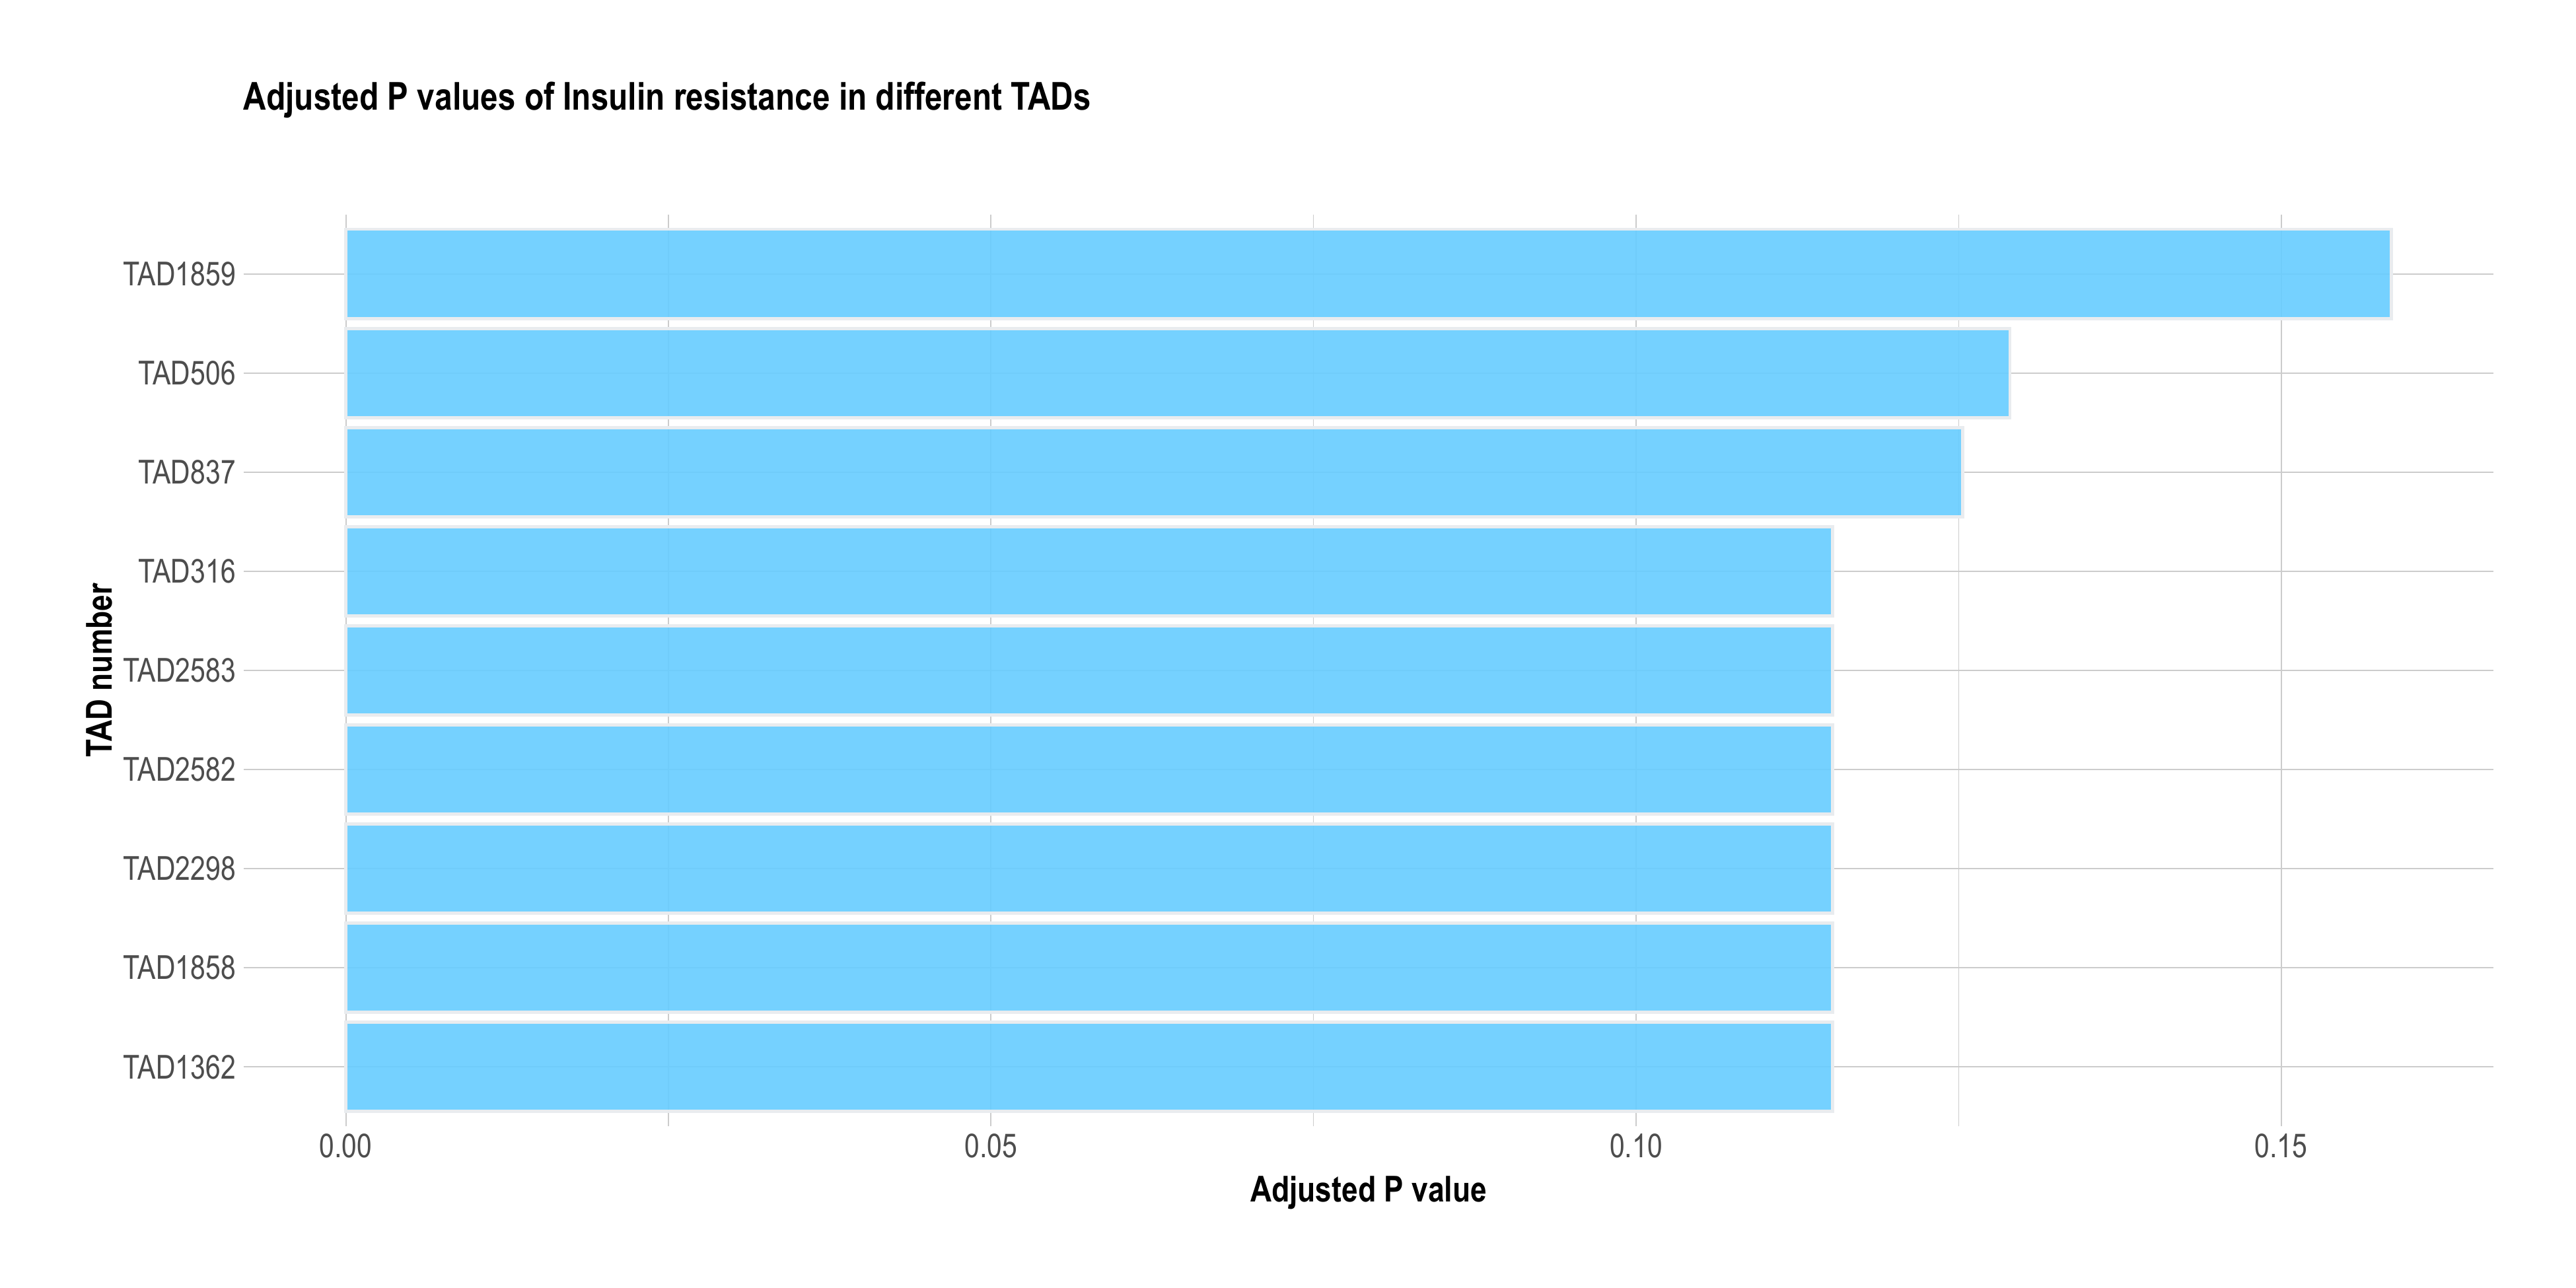 Adjusted P values of Insulin resistance in different TADs
TAD number
TAD1859
TAD506
TAD837
TAD316
TAD2583
TAD2582
TAD2298
TAD1858
TAD1362
0.00 0.05 0.10 0.15
Adjusted P value